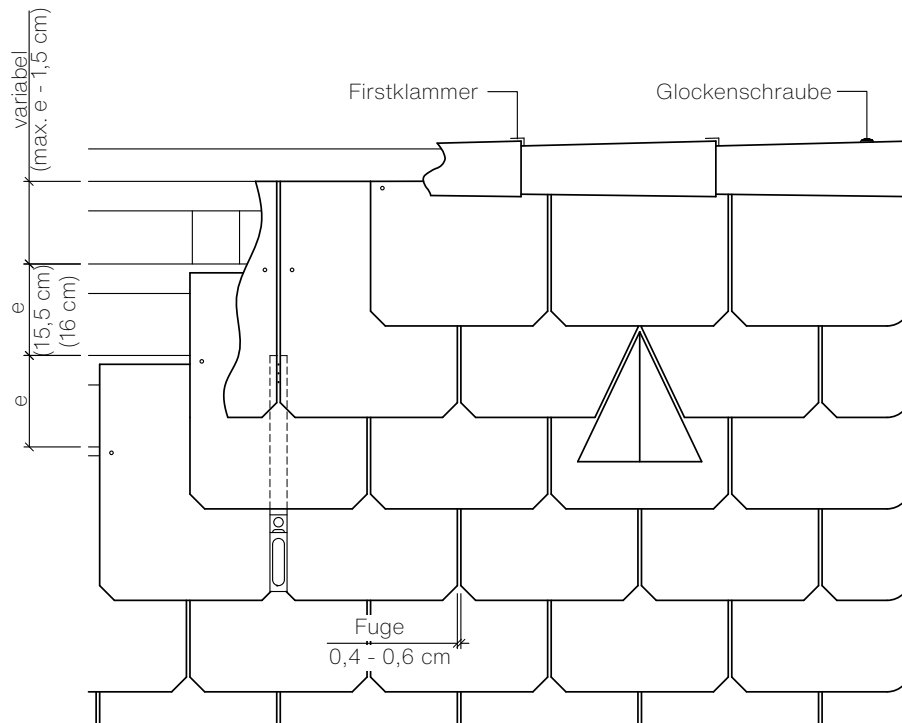 variabel
(max. e - 1,5 cm)
Firstklammer
Glockenschraube
e
(15,5 cm)
(16 cm)
e
Fuge
0,4 - 0,6 cm